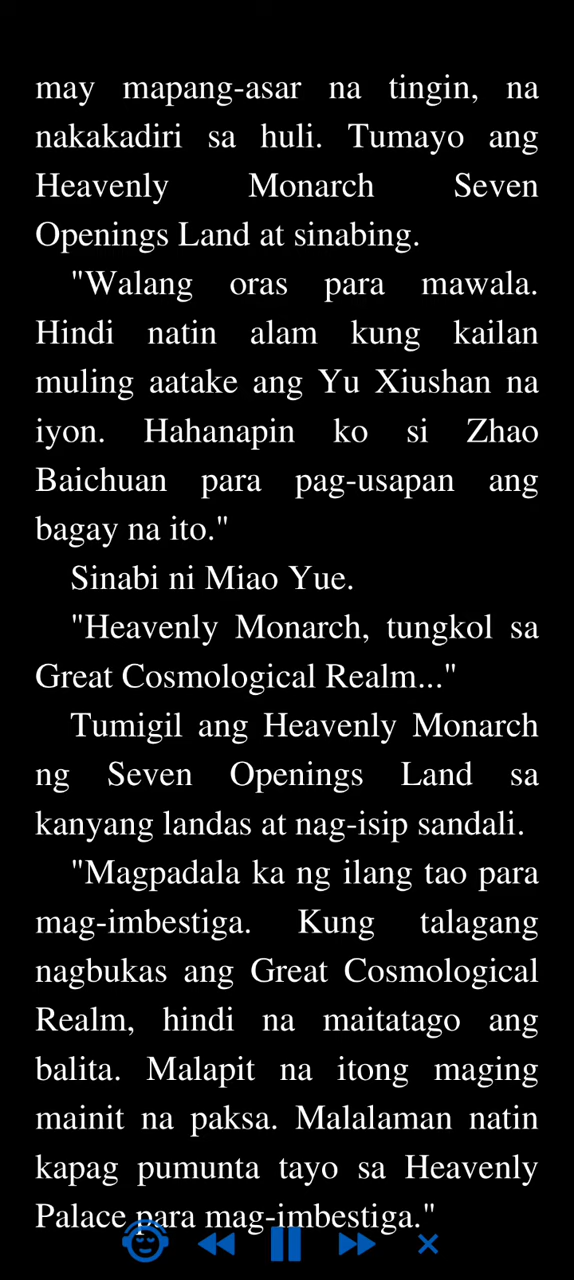 may mapang-asar na tingin, na
nakakadiri sa huli. Tumayo ang
Heavenly Monarch Seven
Openings Land at sinabing.
"Walang oras para mawala.
Hindi natin alam kung kailan
muling aatake ang Yu Xiushan na
iyon. Hahanapin ko si Zhao
Baichuan para pag-usapan ang
bagay na ito."
Sinabi ni Miao Yue.
"Heavenly Monarch, tungkol sa
Great Cosmological Realm..."
Tumigil ang Heavenly Monarch
ng Seven Openings Land sa
kanyang landas at nag-isip sandali.
"Magpadala ka ng ilang tao para
mag-imbestiga. Kung talagang
nagbukas ang Great Cosmological
Realm, hindi na maitatago ang
balita. Malapit na itong maging
mainit na paksa. Malalaman natin
kapag pumunta tayo sa Heavenly
Palace para mag-imbestiga."